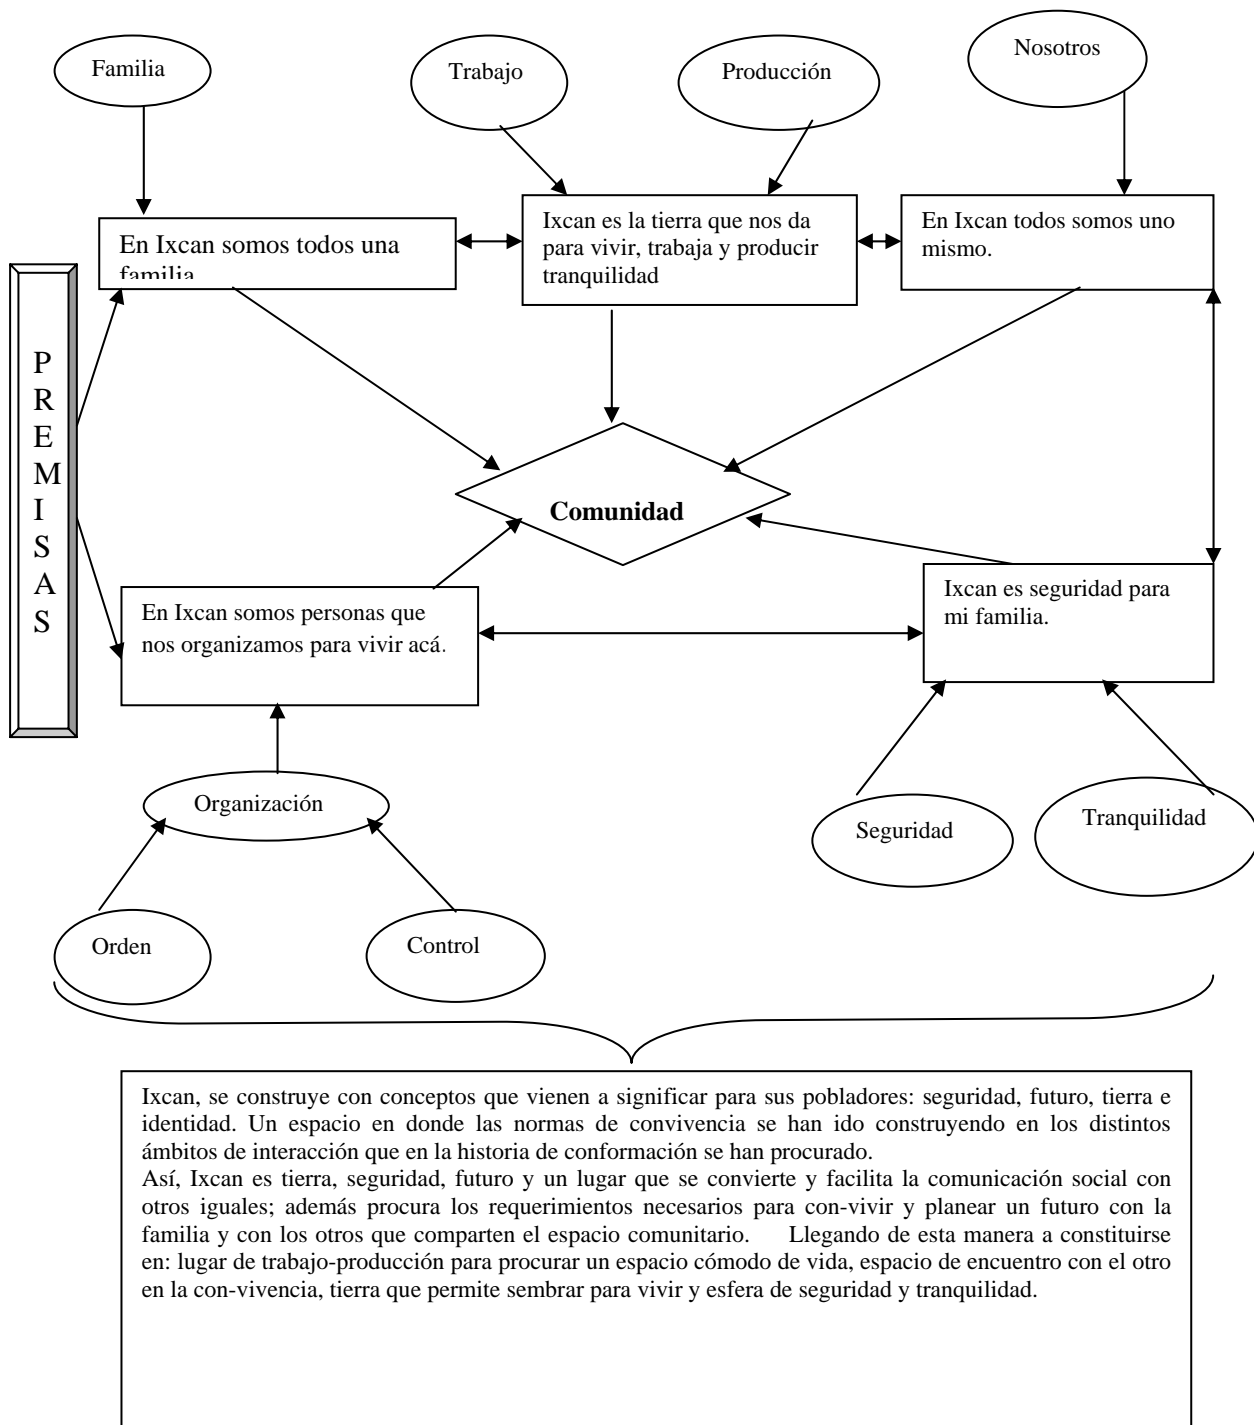 Familia
Trabajo
Producción
Nosotros
En Ixcan somos todos una
familia
Ixcan es la tierra que nos da
para vivir, trabaja y producir
tranquilidad
En Ixcan todos somos uno
mismo.
P
R
E
M
I
S
A
S
Comunidad
En Ixcan somos personas que
nos organizamos para vivir acá.
Ixcan es seguridad para
mi familia.
Organización
Seguridad
Tranquilidad
Orden
Control
Ixcan, se construye con conceptos que vienen a significar para sus pobladores: seguridad, futuro, tierra e
identidad. Un espacio en donde las normas de convivencia se han ido construyendo en los distintos
ámbitos de interacción que en la historia de conformación se han procurado.
Así, Ixcan es tierra, seguridad, futuro y un lugar que se convierte y facilita la comunicación social con
otros iguales; además procura los requerimientos necesarios para con-vivir y planear un futuro con la
familia y con los otros que comparten el espacio comunitario. Llegando de esta manera a constituirse
en: lugar de trabajo-producción para procurar un espacio cómodo de vida, espacio de encuentro con el otro
en la con-vivencia, tierra que permite sembrar para vivir y esfera de seguridad y tranquilidad.